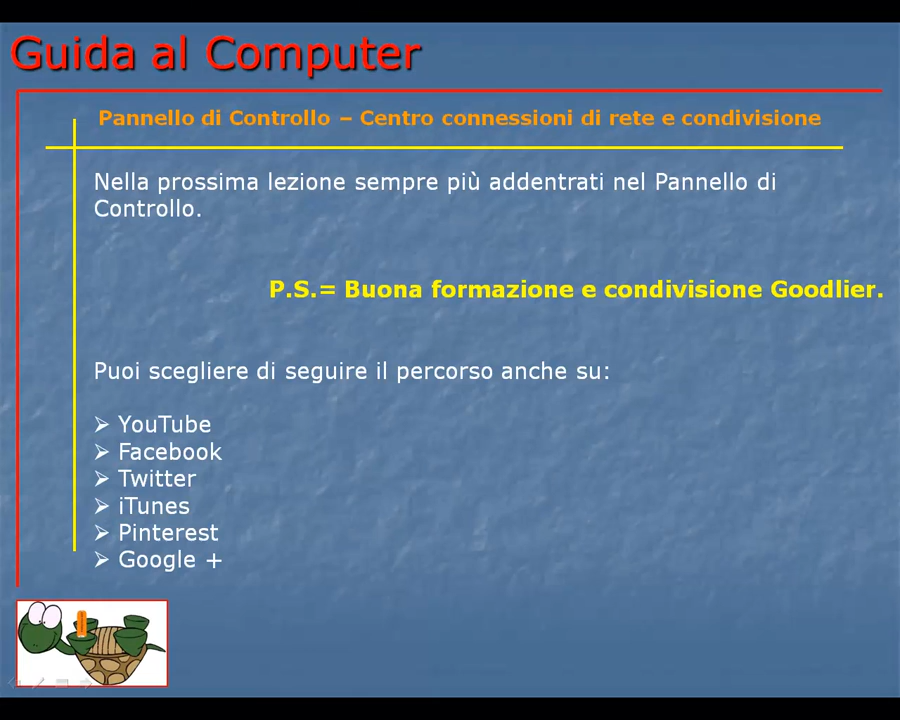 Guida al Computer
Pannello di Controllo – Centro connessioni di rete e condivisione
Nella prossima lezione sempre più addentrati nel Pannello di
Controllo.
P.S.= Buona formazione e condivisione Goodlier.
Puoi scegliere di seguire il percorso anche su:
➢ YouTube
➢ Facebook
➢ Twitter
➢ iTunes
➢ Pinterest
➢ Google +